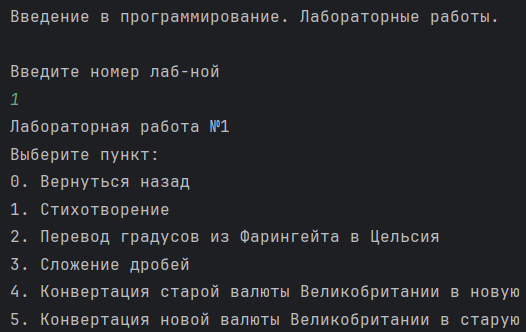 Введение в программирование. Лабораторные работы.
Введите номер лаб-ной
1
Лабораторная работа №1
Выберите пункт:
0. Вернуться назад
1. Стихотворение
2. Перевод градусов из Фарингейта в Цельсия
3. Сложение дробей
4. Конвертация старой валюты Великобритании в новую
5. Конвертация новой валюты Великобритании в старую